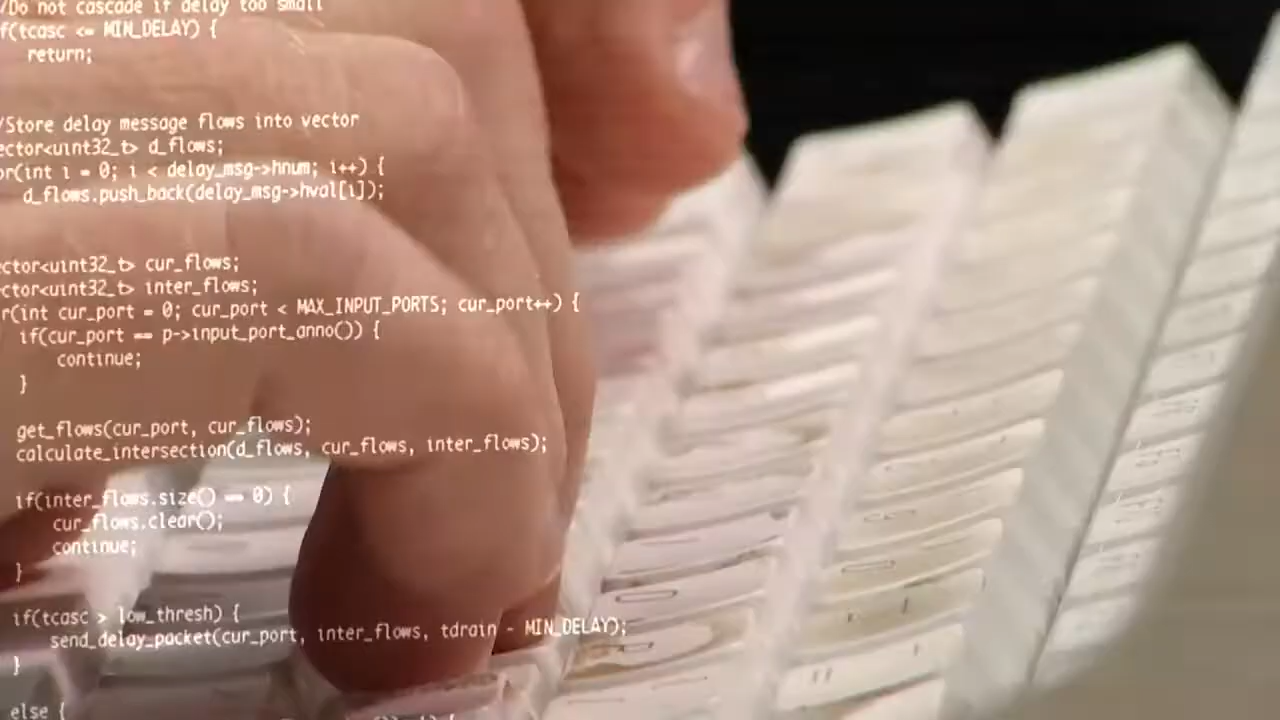 /Do not cascade if delay too small
f(tcasc <= MIN_DELAY) {
return;
/Store delay message flows into vector
ector<uint32_t> d_flows;
or(int i = 0; i < delay_msg->hnum; i++) {
d_flows.push_back(delay_msg->hval[i]);
ector<uint32_t> cur_flows;
ector<uint32_t> inter_flows;
r(int cur_port = 0; cur_port < MAX_INPUT_PORTS; cur_port++) {
if(cur_port == p->input_port_anno()) {
continue;
}
get_flows(cur_port, cur_flows);
calculate_intersection(d_flows, cur_flows, inter_flows);
if(inter_flows.size() == 0) {
cur_flows.clear();
continue;
}
if(tcasc > low_thresh) {
send_delay_packet(cur_port, inter_flows, tdrain - MIN_DELAY);
}
else {